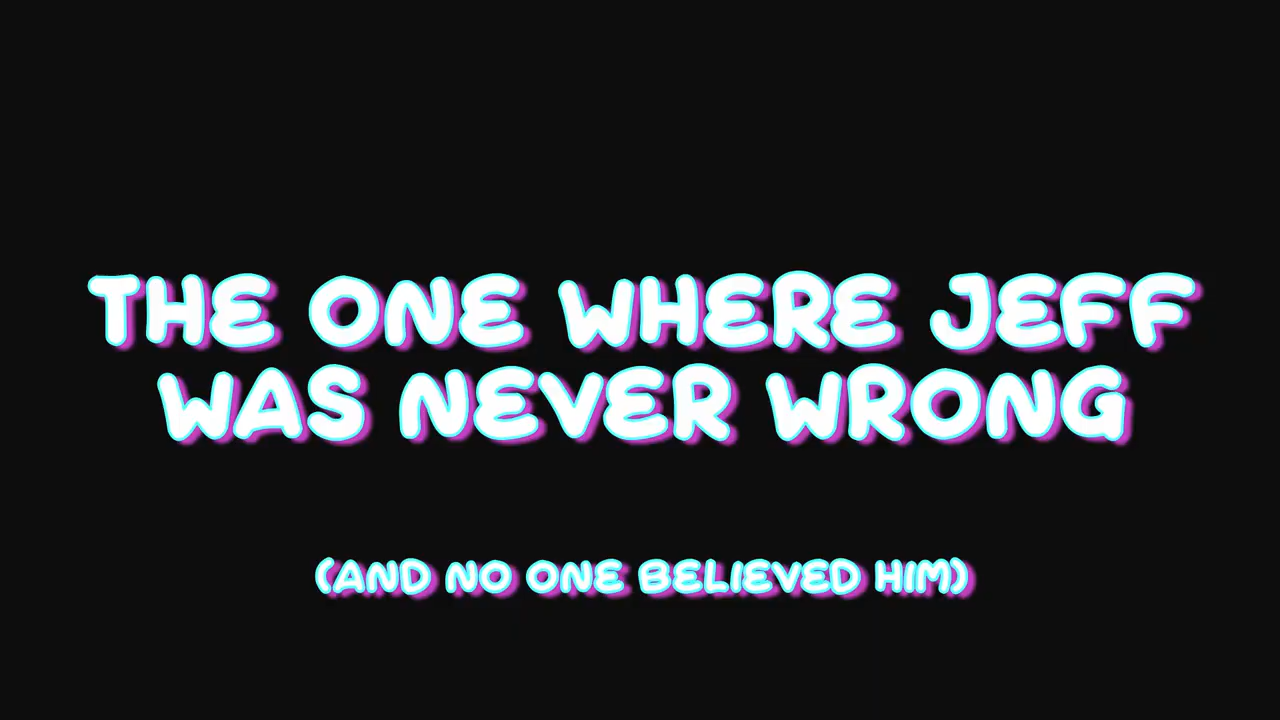 THE ONE WHERE JEFF
WAS NEVER WRONG
(AND NO ONE BELIEVED HIM)